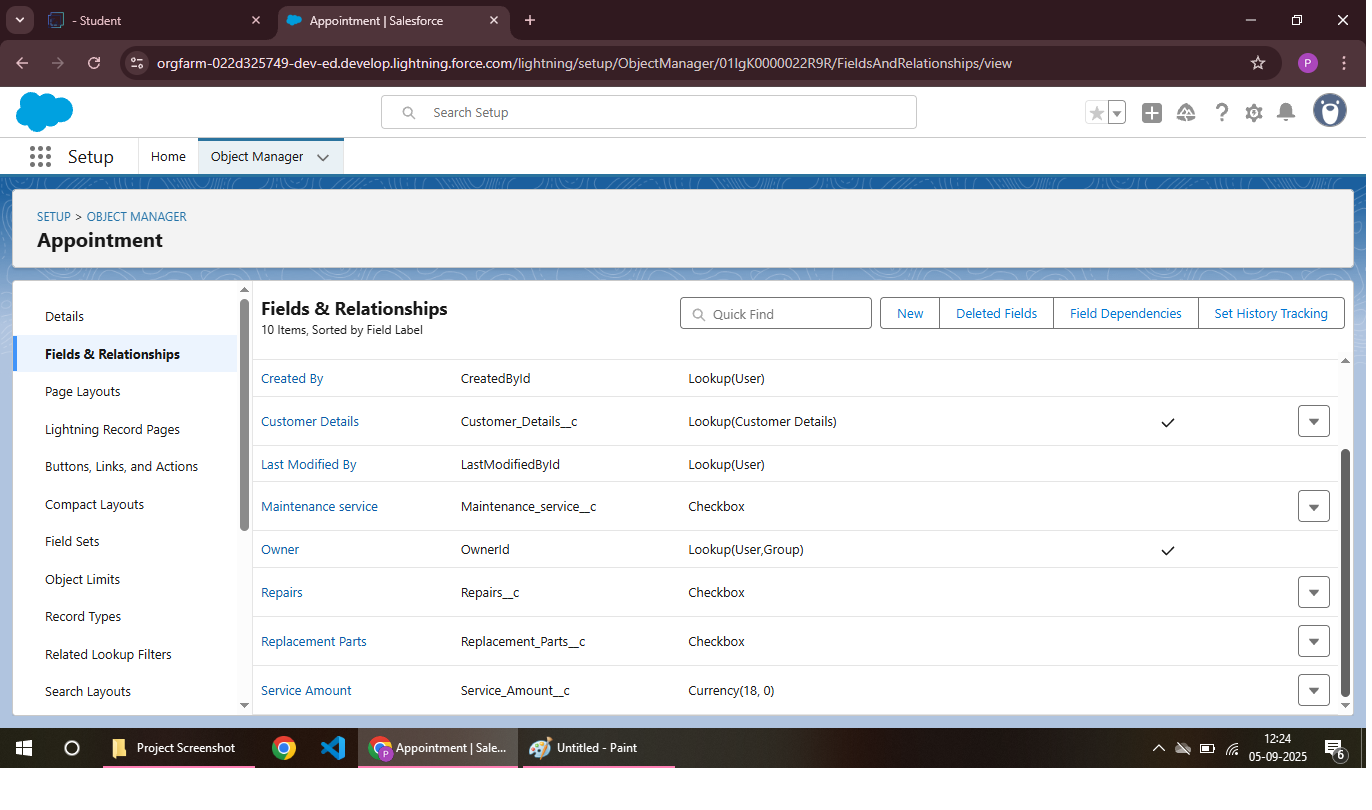 - Student
Appointment | Salesforce
orgfarm-022d325749-dev-ed.develop.lightning.force.com/lightning/setup/ObjectManager/01IgK0000022R9R/FieldsAndRelationships/view
P
Search Setup
Setup
Home
Object Manager
SETUP > OBJECT MANAGER
Appointment
Details
Fields & Relationships
Page Layouts
Lightning Record Pages
Buttons, Links, and Actions
Compact Layouts
Field Sets
Object Limits
Record Types
Related Lookup Filters
Search Layouts
Fields & Relationships
10 Items, Sorted by Field Label
Quick Find
New
Deleted Fields
Field Dependencies
Set History Tracking
Created By CreatedById Lookup(User)
Customer Details Customer_Details__c Lookup(Customer Details)
Last Modified By LastModifiedById Lookup(User)
Maintenance service Maintenance_service__c Checkbox
Owner OwnerId Lookup(User,Group)
Repairs Repairs__c Checkbox
Replacement Parts Replacement_Parts__c Checkbox
Service Amount Service_Amount__c Currency(18, 0)
Project Screenshot
P
Appointment | Sale...
Untitled - Paint
12:24
05-09-2025
6